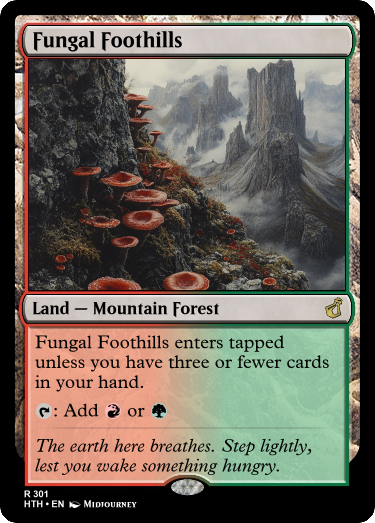 Fungal Foothills
Land — Mountain Forest
Fungal Foothills enters tapped
unless you have three or fewer cards
in your hand.
: Add or
The earth here breathes. Step lightly,
lest you wake something hungry.
R 301
HTH • EN Midjourney